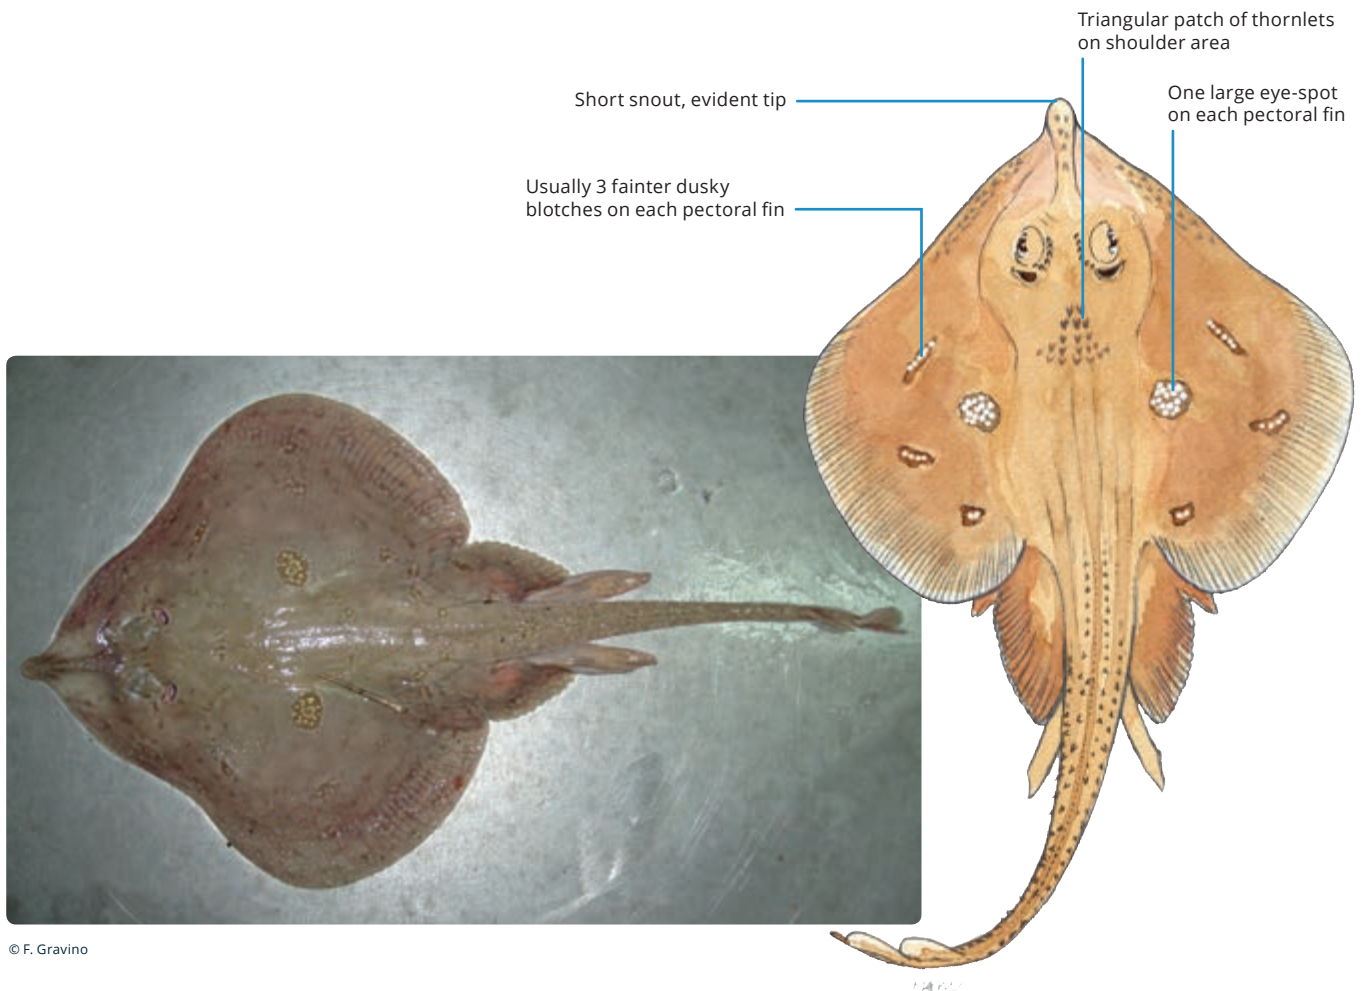 Triangular patch of thornlets
on shoulder area
Short snout, evident tip
One large eye-spot
on each pectoral fin
Usually 3 fainter dusky
blotches on each pectoral fin
© F. Gravino